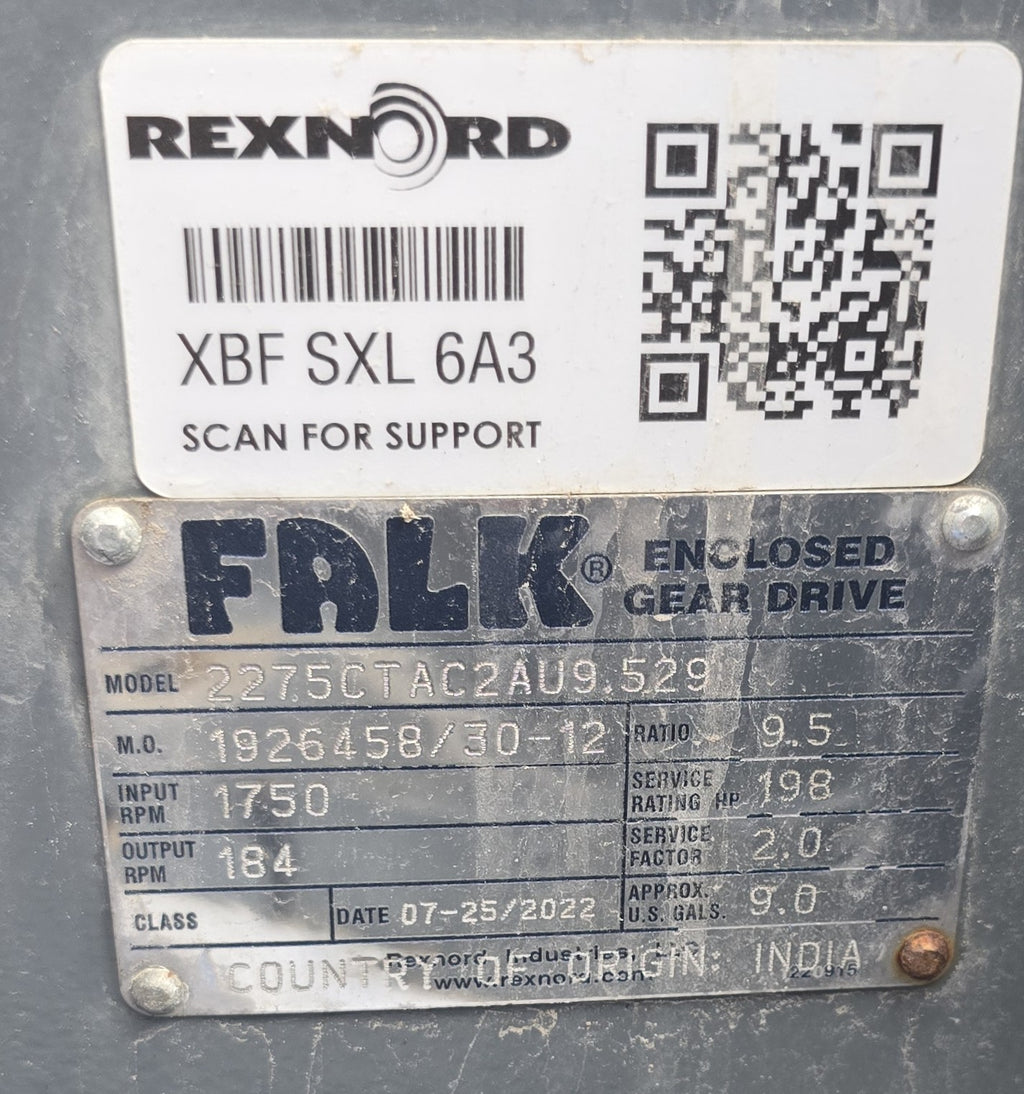 REXNORD
XBF SXL 6A3
SCAN FOR SUPPORT
FALK® ENCLOSED
GEAR DRIVE
MODEL 2275CTAC2AU9.529
M.O. 1926458/30-12
RATIO 9.5
INPUT RPM 1750
SERVICE RATING HP 198
OUTPUT RPM 184
SERVICE FACTOR 2.0
CLASS
DATE 07-25/2022
APPROX. U.S. GALS. 9.0
Rexnord Industries,
COUNTRY OF ORIGIN: INDIA
www.rexnord.com